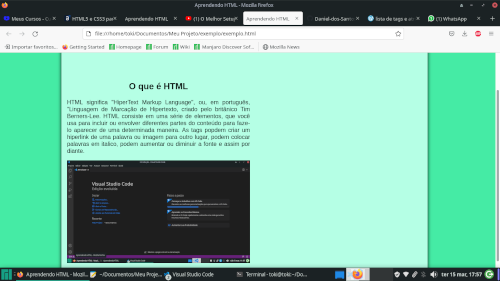 Aprendendo HTML - Mozilla Firefox
Meus Cursos - C
HTML5 e CSS3 par
Aprendendo HTML
(1) O Melhor Setup
Aprendendo HTML
Daniel-dos-San
lista de tags e at
(1) WhatsApp
file:///home/toki/Documentos/Meu Projeto/exemplo/exemplo.html
Importar favoritos...
Getting Started
Homepage
Forum
Wiki
Manjaro Discover Sof...
Mozilla News
O que é HTML
HTML significa "HiperText Markup Language", ou, em português,
"Linguagem de Marcação de Hipertexto, criado pelo britânico Tim
Berners-Lee. HTML consiste em uma série de elementos, que você
usa para incluir ou envolver diferentes partes do conteúdo para faze-
lo aparecer de uma determinada maneira. As tags podem criar um
hiperlink de uma palavra ou imagem para outro lugar, podem colocar
palavras em itálico, podem aumentar ou diminuir a fonte e assim por
diante.
Visual Studio Code
Edição evoluída
Aprendendo HTML - Mozil...
~/Documentos/Meu Proje...
Visual Studio Code
Terminal - toki@toki: ~/Do...
ter 15 mar, 17:57